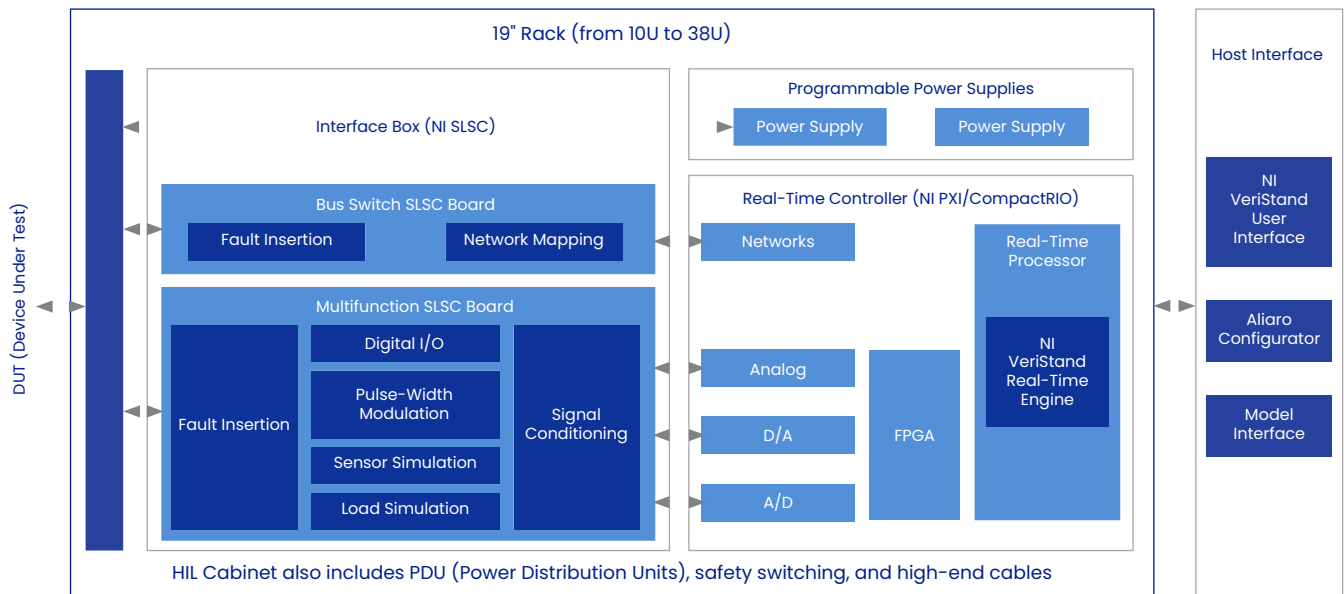 19" Rack (from 10U to 38U)
DUT (Device Under Test)
Interface Box (NI SLSC)
Bus Switch SLSC Board
Fault Insertion
Network Mapping
Multifunction SLSC Board
Fault Insertion
Digital I/O
Pulse-Width
Modulation
Sensor Simulation
Load Simulation
Signal
Conditioning
Programmable Power Supplies
Power Supply
Power Supply
Real-Time Controller (NI PXI/CompactRIO)
Networks
Analog
D/A
A/D
FPGA
Real-Time
Processor
NI
VeriStand
Real-Time
Engine
HIL Cabinet also includes PDU (Power Distribution Units), safety switching, and high-end cables
Host Interface
NI
VeriStand
User
Interface
Aliaro
Configurator
Model
Interface